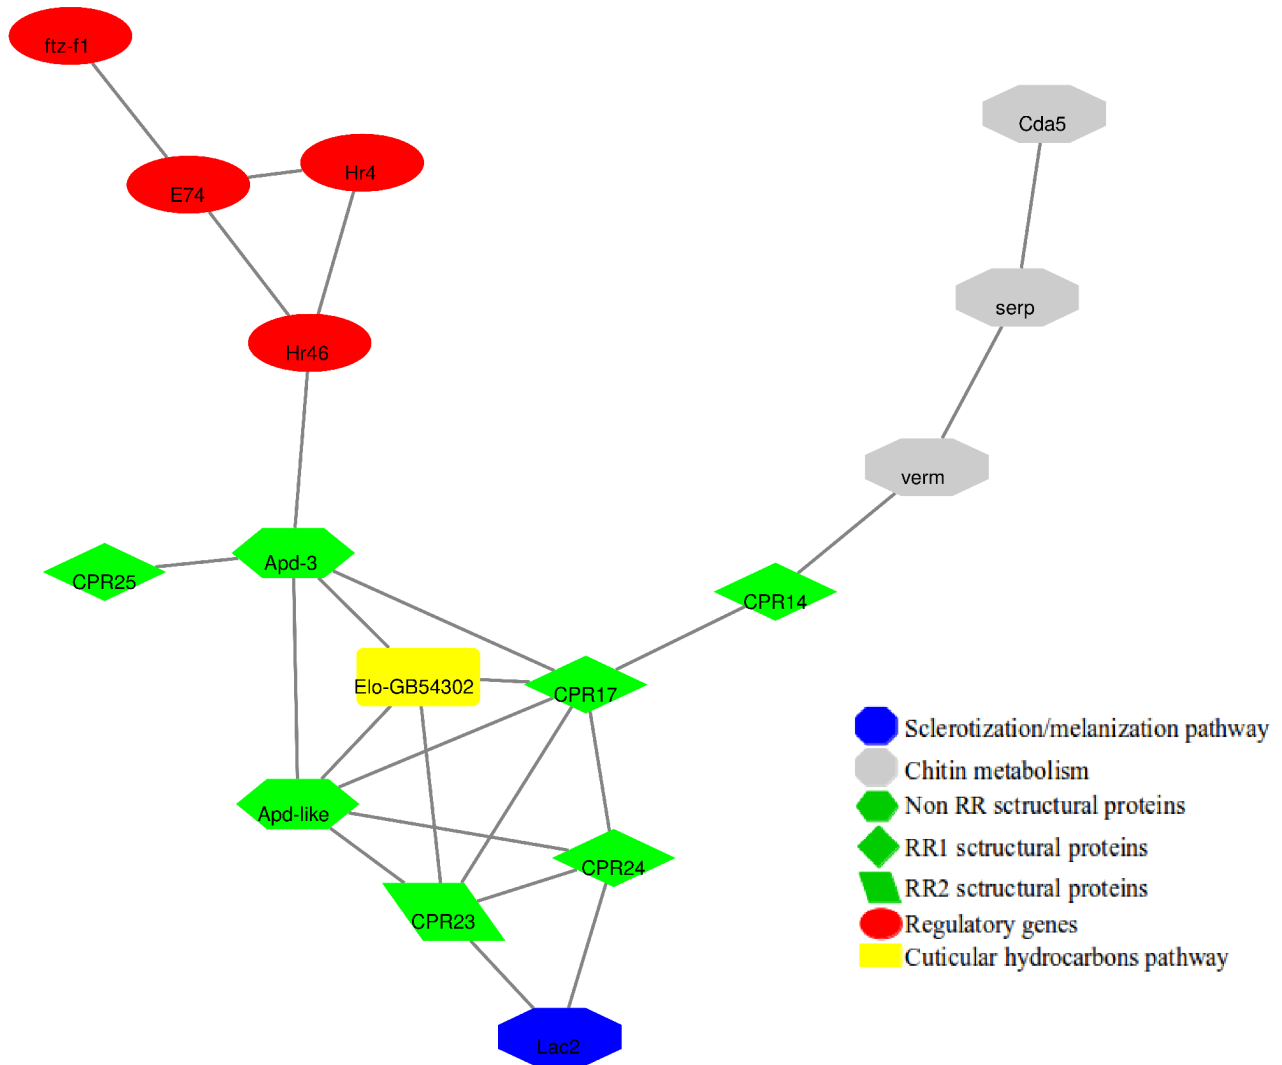 ftz-f1
Cda5
Hr4
E74
serp
Hr46
verm
Apd-3
CPR25
CPR14
Elo-GB54302
CPR17
Sclerotization/melanization pathway
Chitin metabolism
Non RR sctructural proteins
Apd-like
RR1 sctructural proteins
CPR24
RR2 sctructural proteins
CPR23
Regulatory genes
Cuticular hydrocarbons pathway
Lac2